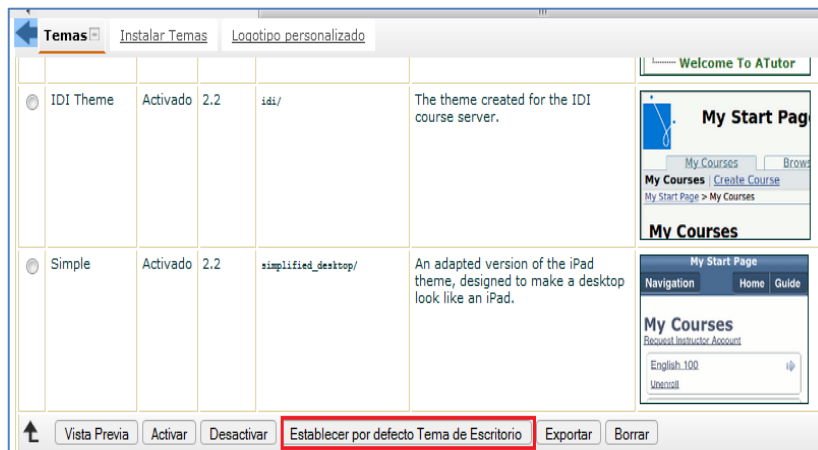 Temas Instalar Temas Logotipo personalizado
Welcome To ATutor
IDI Theme Activado 2.2 idi/ The theme created for the IDI
course server.
My Start Pag
My Courses Brows
My Courses | Create Course
My Start Page > My Courses
My Courses
Simple Activado 2.2 simplified_desktop/ An adapted version of the iPad
theme, designed to make a desktop
look like an iPad.
My Start Page
Navigation Home Guide
My Courses
Request Instructor Account
English 100
Unenroll
Vista Previa Activar Desactivar Establecer por defecto Tema de Escritorio Exportar Borrar